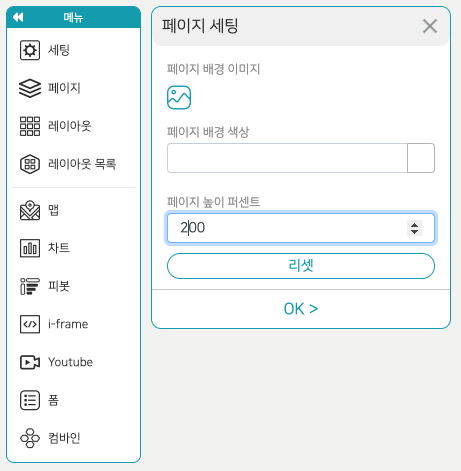 메뉴
세팅
페이지
레이아웃
레이아웃 목록
맵
차트
피봇
i-frame
Youtube
폼
컴바인
페이지 세팅
페이지 배경 이미지
페이지 배경 색상
페이지 높이 퍼센트
200
리셋
OK >